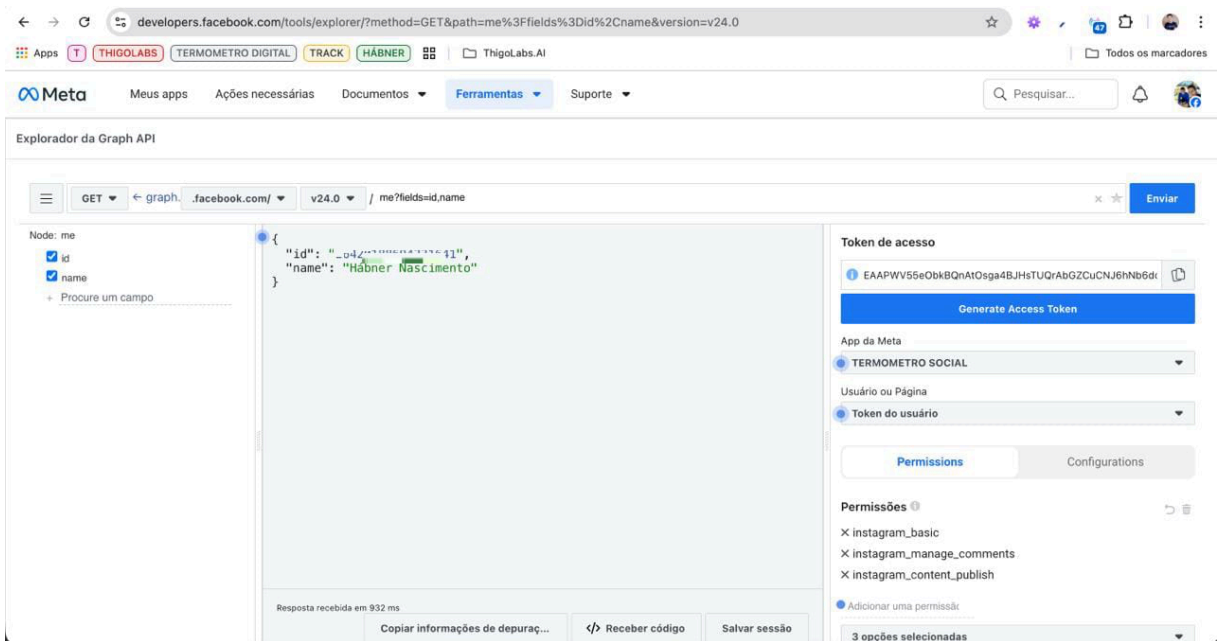 developers.facebook.com/tools/explorer/?method=GET&path=me%3Ffields%3Did%2Cname&version=v24.0
47
Apps T THIGOLABS TERMOMETRO DIGITAL TRACK HÁBNER ThigoLabs.AI Todos os marcadores
Meta Meus apps Ações necessárias Documentos Ferramentas Suporte Pesquisar...
Explorador da Graph API
GET graph. .facebook.com/ v24.0 / me?fields=id,name Enviar
Node: me
id
name
+ Procure um campo
{
"id": "
"name": "Hábner Nascimento"
}
Resposta recebida em 932 ms
Copiar informações de depuraç... </> Receber código Salvar sessão
Token de acesso
EAAPWV55eObkBQnAtOsga4BJHsTUQrAbGZCuCNJ6hNb6d
Generate Access Token
App da Meta
TERMOMETRO SOCIAL
Usuário ou Página
Token do usuário
Permissions Configurations
Permissões
instagram_basic
instagram_manage_comments
instagram_content_publish
Adicionar uma permissão
3 opções selecionadas